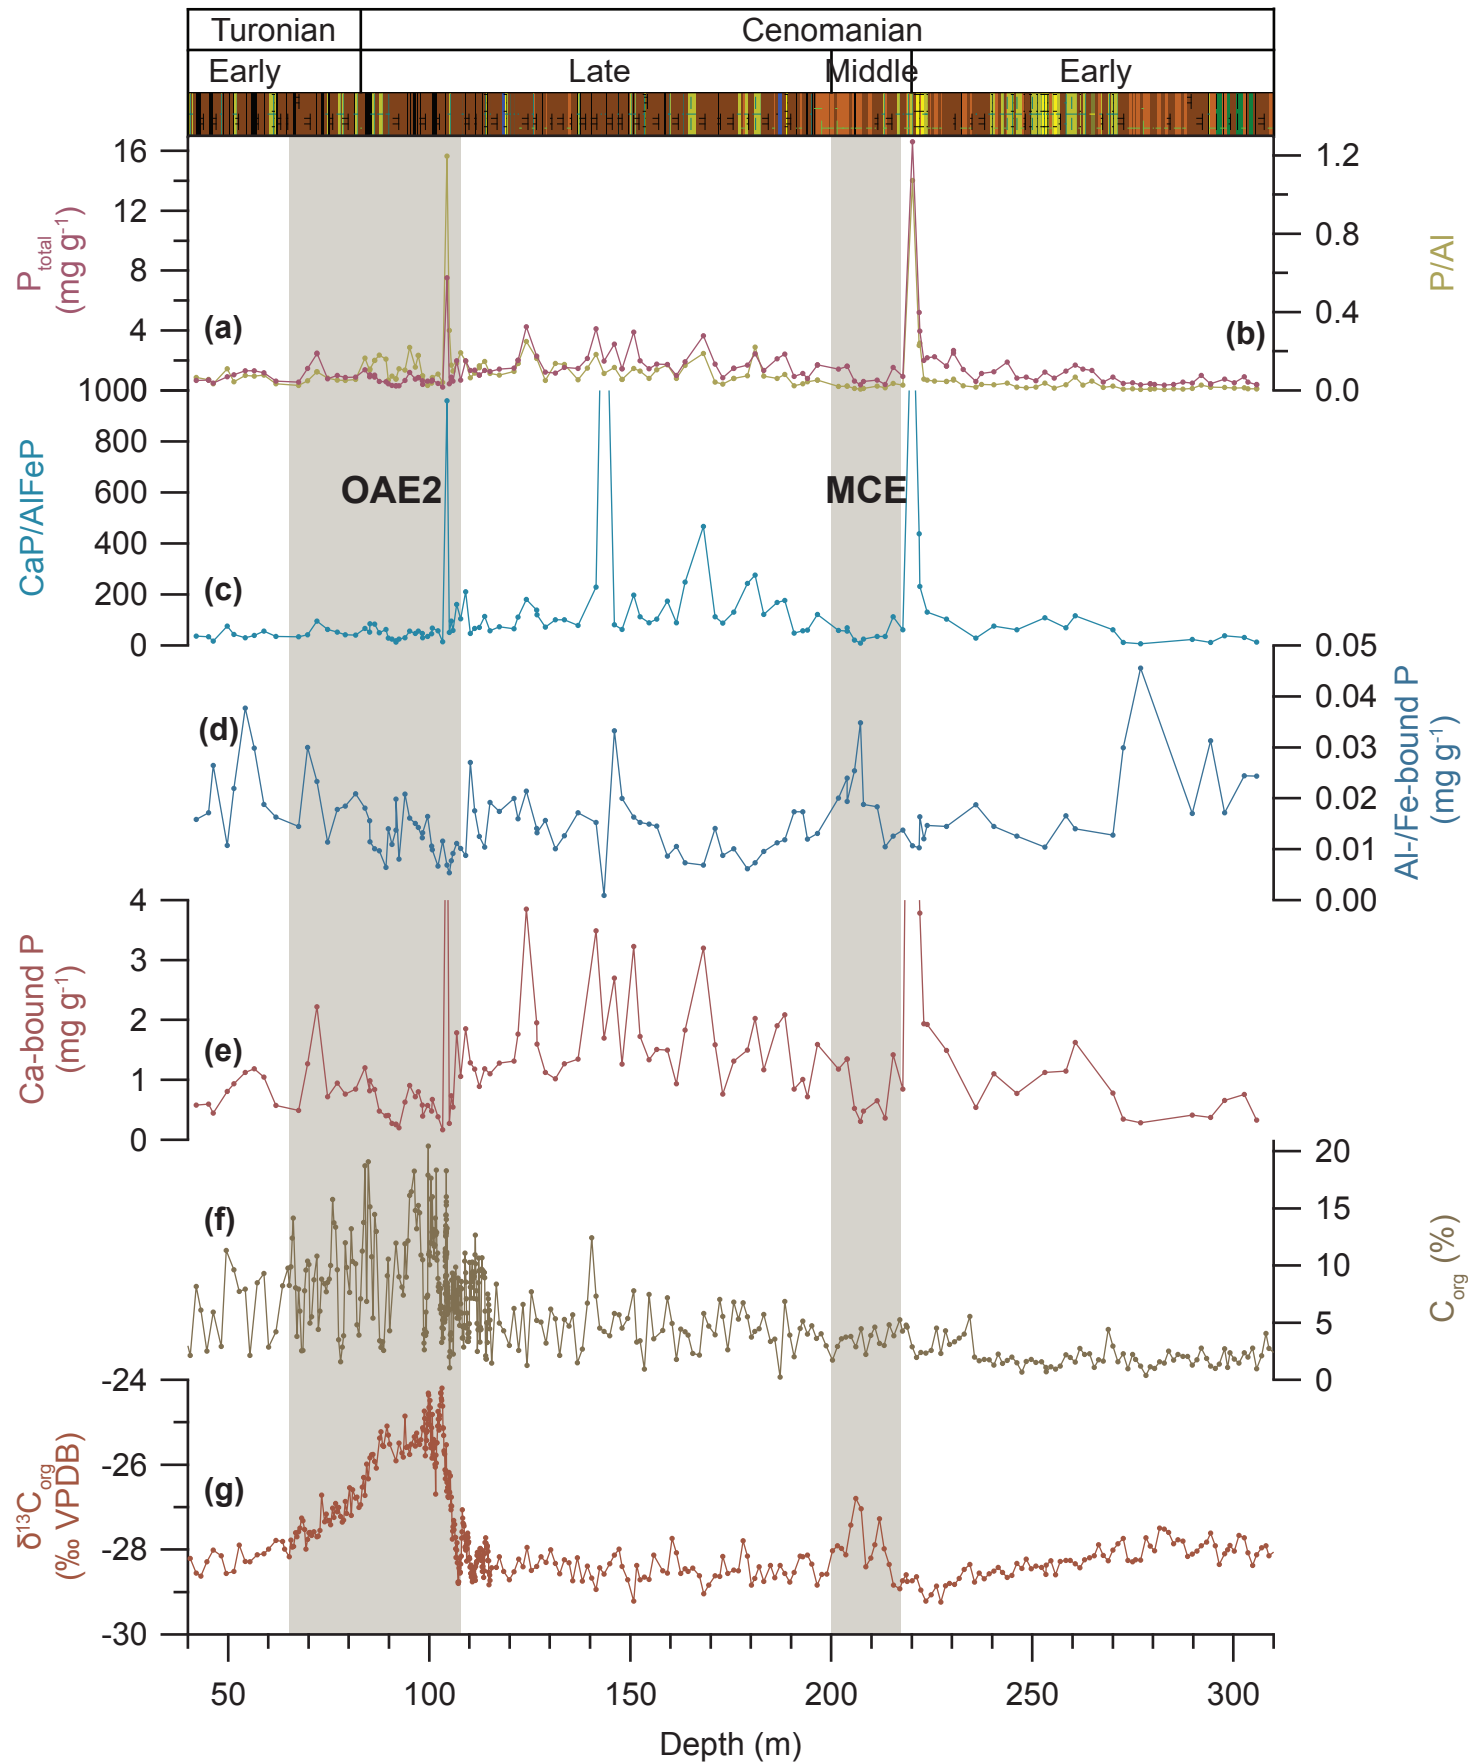 Turonian Cenomanian
Early Late Middle Early
16
12
8
4
P_total
(mg g⁻¹)
(a)
1.2
0.8
0.4
0.0
P/Al
(b)
1000
800
600
400
200
0
CaP/AlFeP
(c)
OAE2
MCE
0.05
0.04
0.03
0.02
0.01
0.00
Al-/Fe-bound P
(mg g⁻¹)
(d)
4
3
2
1
0
Ca-bound P
(mg g⁻¹)
(e)
20
15
10
5
0
C_org (%)
(f)
-24
-26
-28
-30
δ¹³C_org
(‰ VPDB)
(g)
50 100 150 200 250 300
Depth (m)